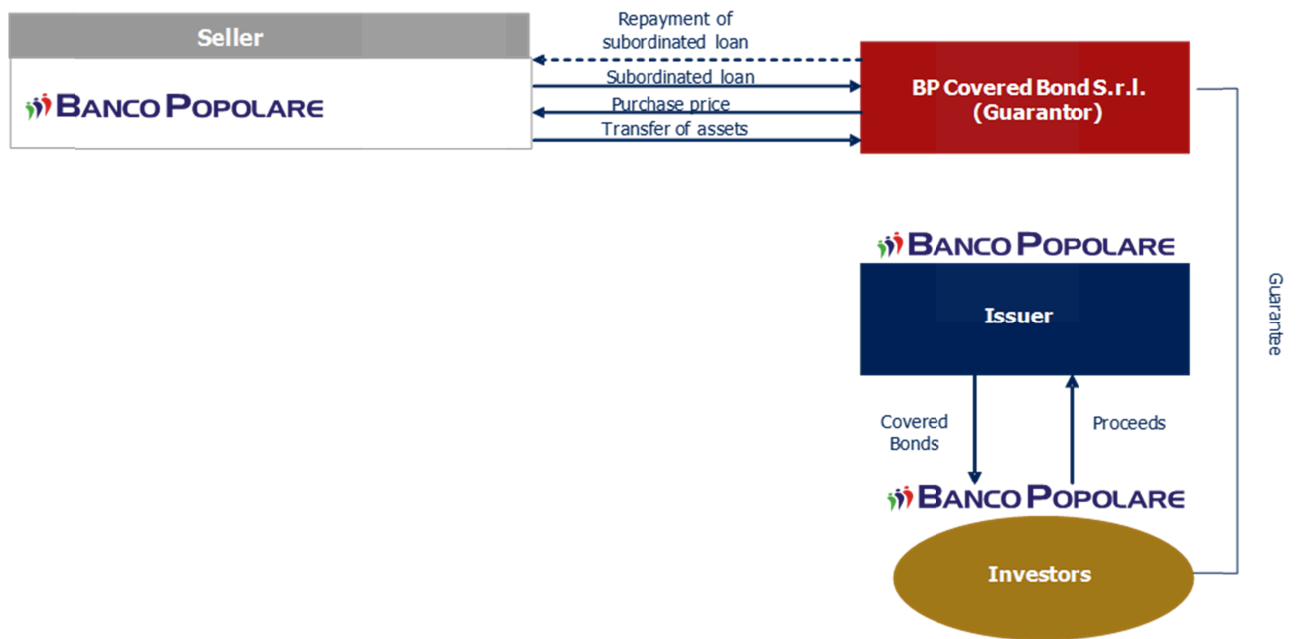 Seller
BANCO POPOLARE
Repayment of
subordinated loan
Subordinated loan
Purchase price
Transfer of assets
BP Covered Bond S.r.l.
(Guarantor)
BANCO POPOLARE
Issuer
Guarantee
Covered
Bonds
Proceeds
BANCO POPOLARE
Investors